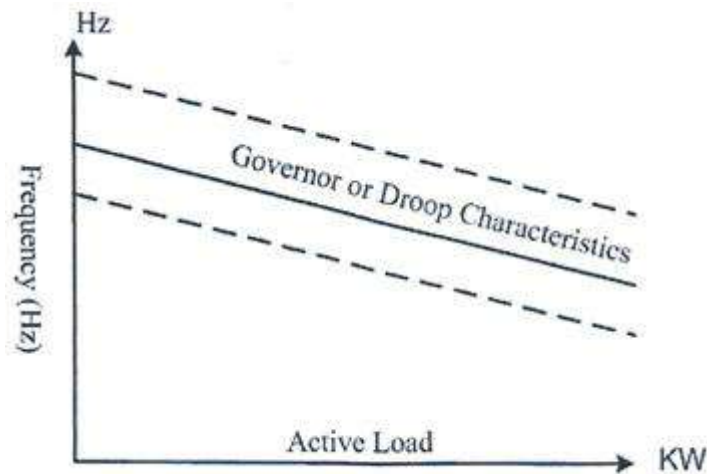 Hz
Governor or Droop Characteristics
Frequency (Hz)
Active Load
KW